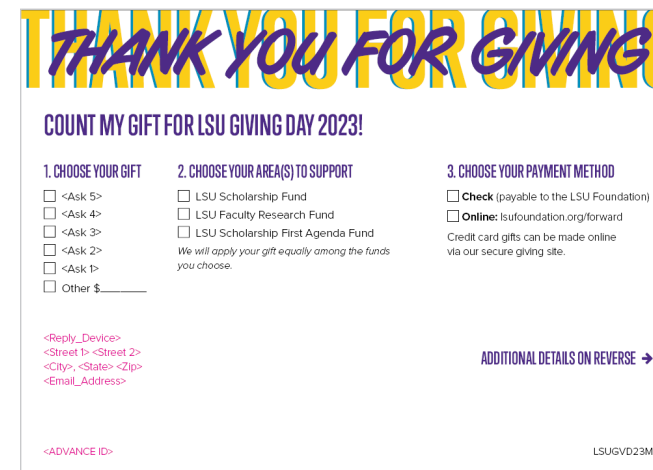 THANK YOU FOR GIVING
COUNT MY GIFT FOR LSU GIVING DAY 2023!
1. CHOOSE YOUR GIFT
<Ask 5>
<Ask 4>
<Ask 3>
<Ask 2>
<Ask 1>
Other $________
2. CHOOSE YOUR AREA(S) TO SUPPORT
LSU Scholarship Fund
LSU Faculty Research Fund
LSU Scholarship First Agenda Fund
We will apply your gift equally among the funds
you choose.
3. CHOOSE YOUR PAYMENT METHOD
Check (payable to the LSU Foundation)
Online: lsufoundation.org/forward
Credit card gifts can be made online
via our secure giving site.
<Reply_Device>
<Street 1> <Street 2>
<City>, <State> <Zip>
<Email_Address>
ADDITIONAL DETAILS ON REVERSE →
<ADVANCE ID>
LSUGVD23M